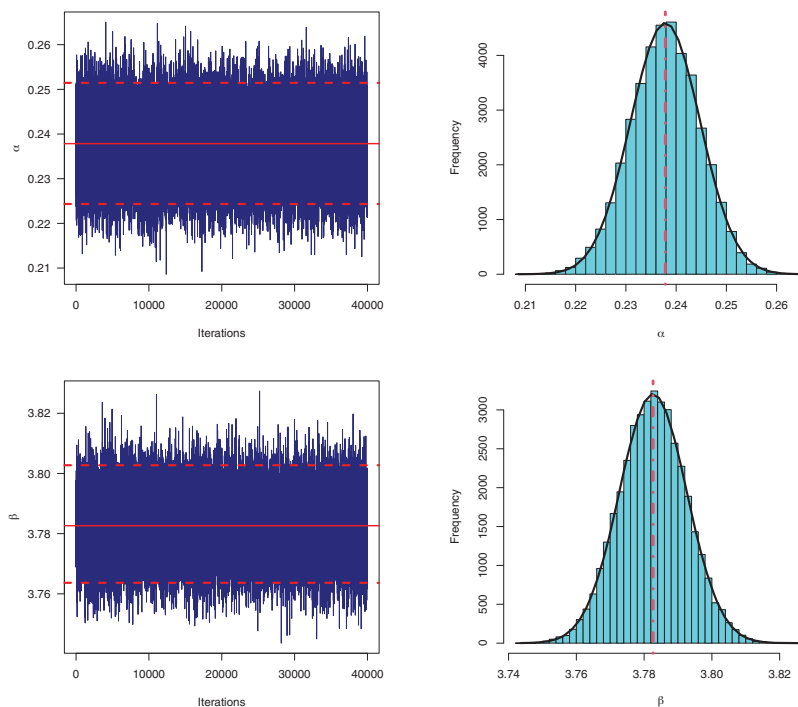 α
0.21 0.22 0.23 0.24 0.25 0.26
0 10000 20000 30000 40000
Iterations
Frequency
0 1000 2000 3000 4000
0.21 0.22 0.23 0.24 0.25 0.26
α
β
3.76 3.78 3.80 3.82
0 10000 20000 30000 40000
Iterations
Frequency
0 500 1000 1500 2000 2500 3000
3.74 3.76 3.78 3.80 3.82
β